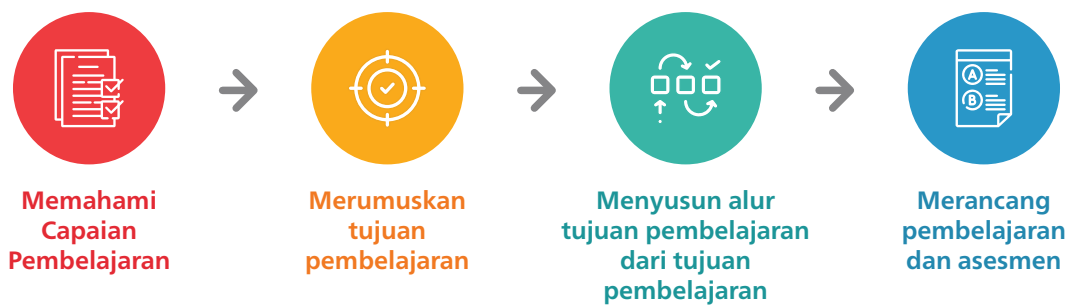 A
B
Memahami
Capaian
Pembelajaran
Merumuskan
tujuan
pembelajaran
Menyusun alur
tujuan pembelajaran
dari tujuan
pembelajaran
Merancang
pembelajaran
dan asesmen